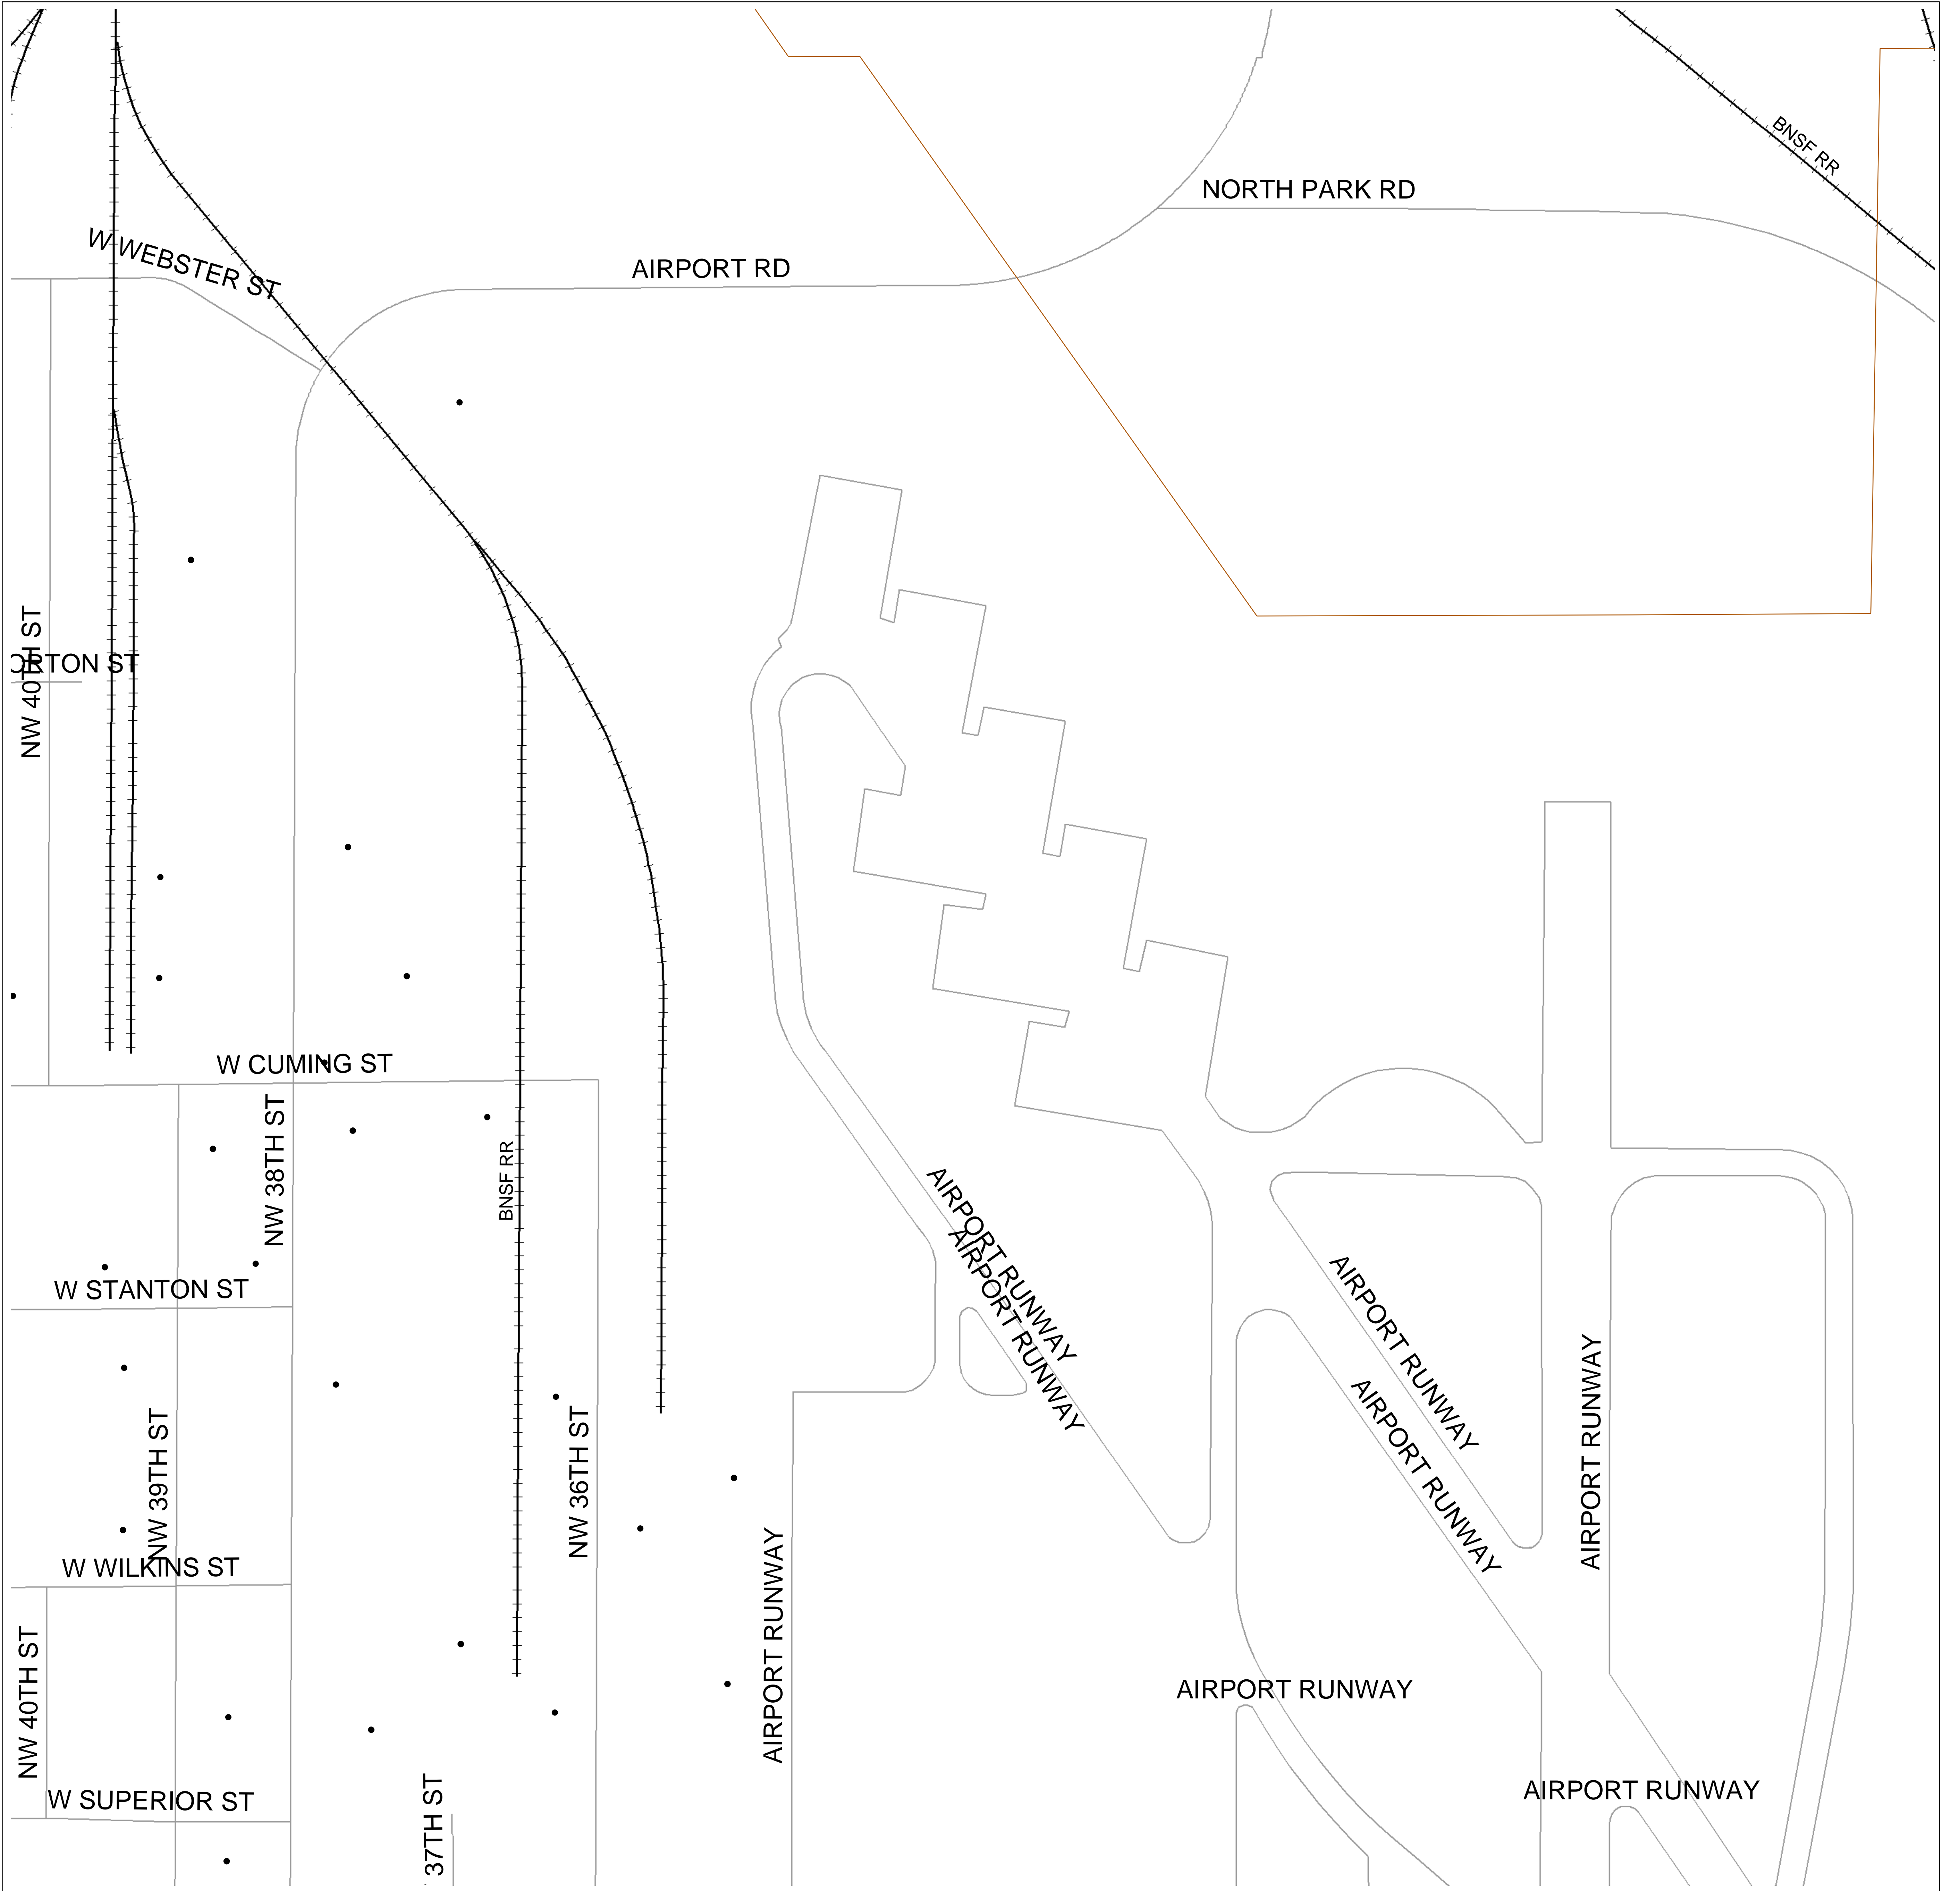 BNSF RR
NORTH PARK RD
W WEBSTER ST
AIRPORT RD
NW 40TH ST
ORTON ST
W CUMING ST
NW 38TH ST
BNSF RR
AIRPORT RUNWAY
AIRPORT RUNWAY
AIRPORT RUNWAY
W STANTON ST
AIRPORT RUNWAY
AIRPORT RUNWAY
NW 39TH ST
NW 36TH ST
AIRPORT RUNWAY
W WILKINS ST
NW 40TH ST
AIRPORT RUNWAY
37TH ST
AIRPORT RUNWAY
W SUPERIOR ST